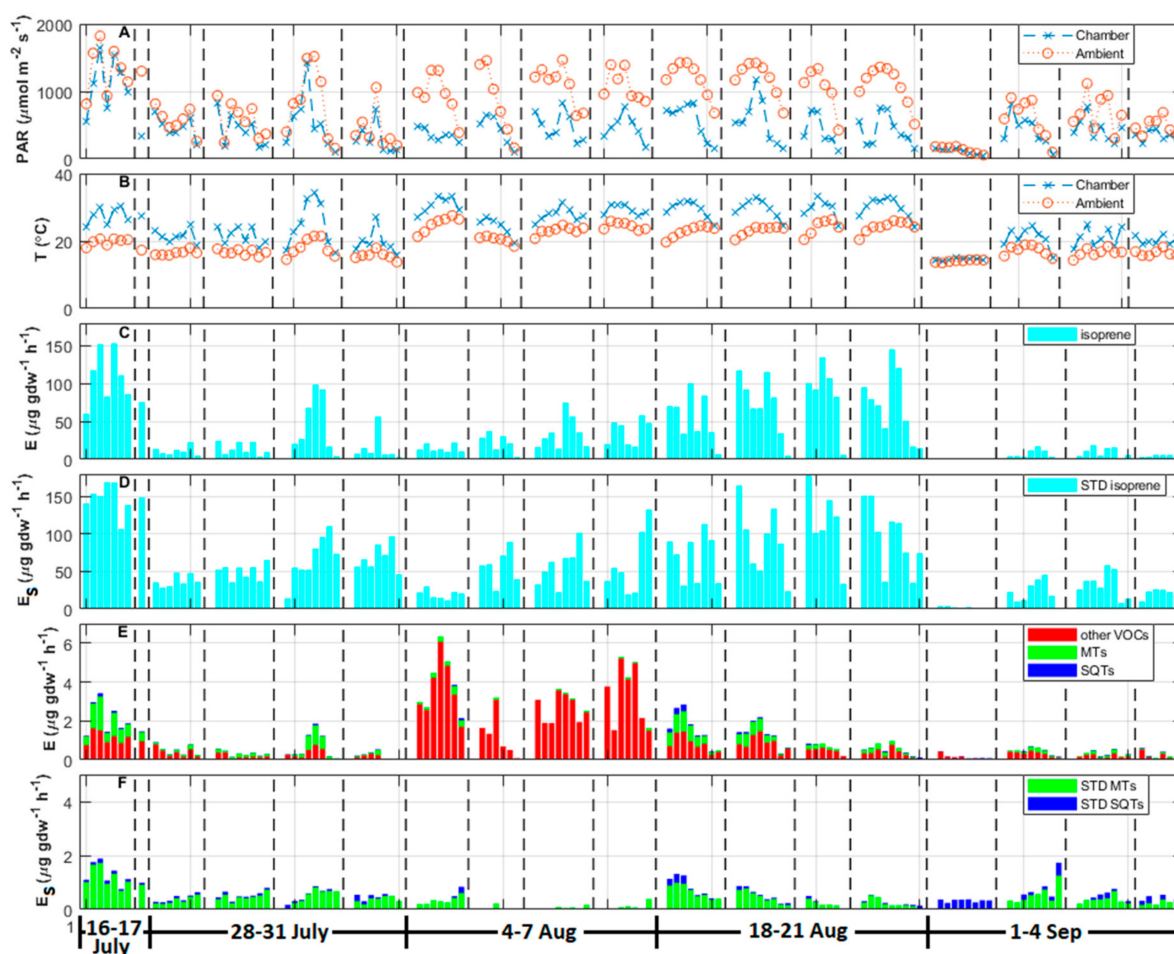 A
2000
1000
0
PAR (μmol m-2 s-1)
Chamber
Ambient
B
40
20
0
T (°C)
Chamber
Ambient
C
150
100
50
0
E (μg gdw-1 h-1)
isoprene
D
150
100
50
0
Es (μg gdw-1 h-1)
STD isoprene
E
6
4
2
0
E (μg gdw-1 h-1)
other VOCs
MTs
SQTs
F
4
2
0
Es (μg gdw-1 h-1)
STD MTs
STD SQTs
1
16-17
July
28-31 July
4-7 Aug
18-21 Aug
1-4 Sep